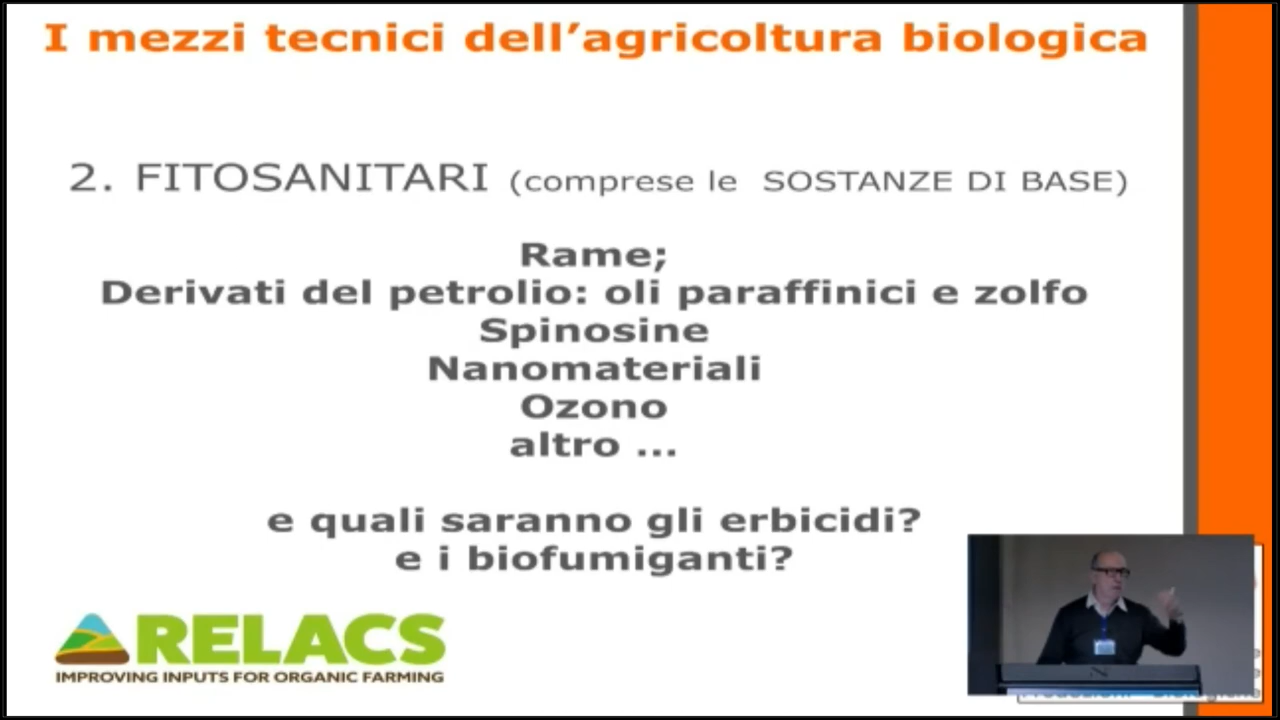 I mezzi tecnici dell'agricoltura biologica
2. FITOSANITARI (comprese le SOSTANZE DI BASE)
Rame;
Derivati del petrolio: oli paraffinici e zolfo
Spinosine
Nanomateriali
Ozono
altro ...
e quali saranno gli erbicidi?
e i biofumiganti?
RELACS
IMPROVING INPUTS FOR ORGANIC FARMING